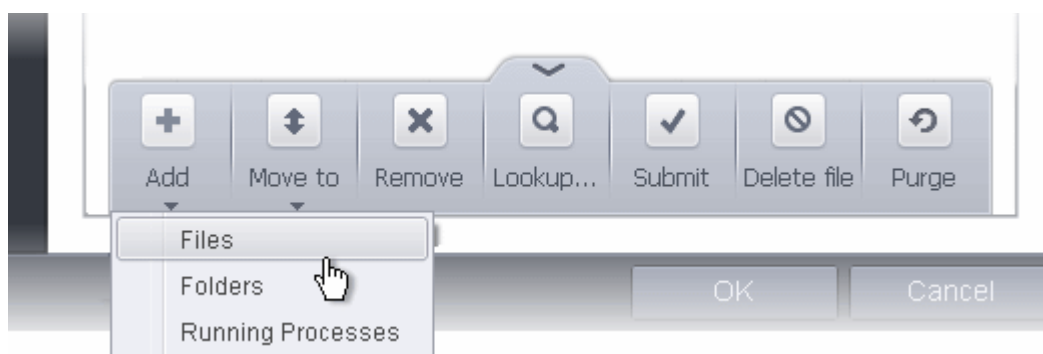 Add Move to Remove Lookup... Submit Delete file Purge
Files
Folders
OK Cancel
Running Processes